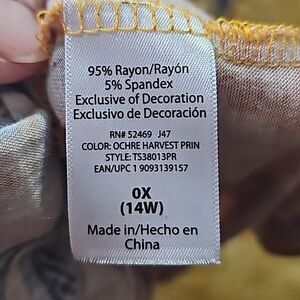 95% Rayon/Rayón
5% Spandex
Exclusive of Decoration
Exclusivo de Decoración
RN# 52469 J47
COLOR: OCHRE HARVEST PRIN
STYLE: TS38013PR
EAN/UPC 1 9093139157
0X
(14W)
Made in/Hecho en
China